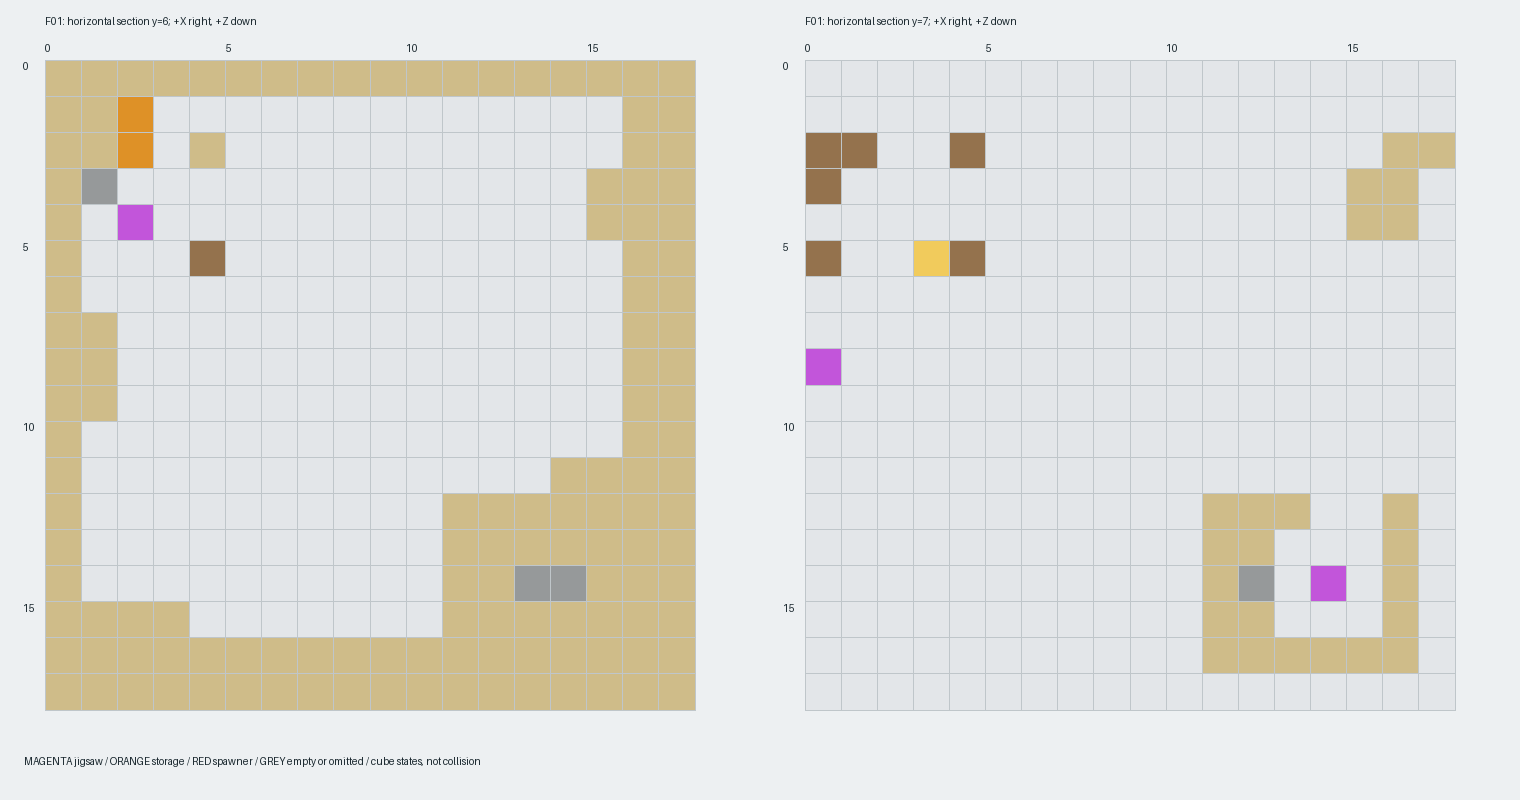 F01: horizontal section y=6; +X right, +Z down
F01: horizontal section y=7; +X right, +Z down
0 5 10 15
0 5 10 15
0
0
5
5
10
10
15
15
MAGENTA jigsaw / ORANGE storage / RED spawner / GREY empty or omitted / cube states, not collision